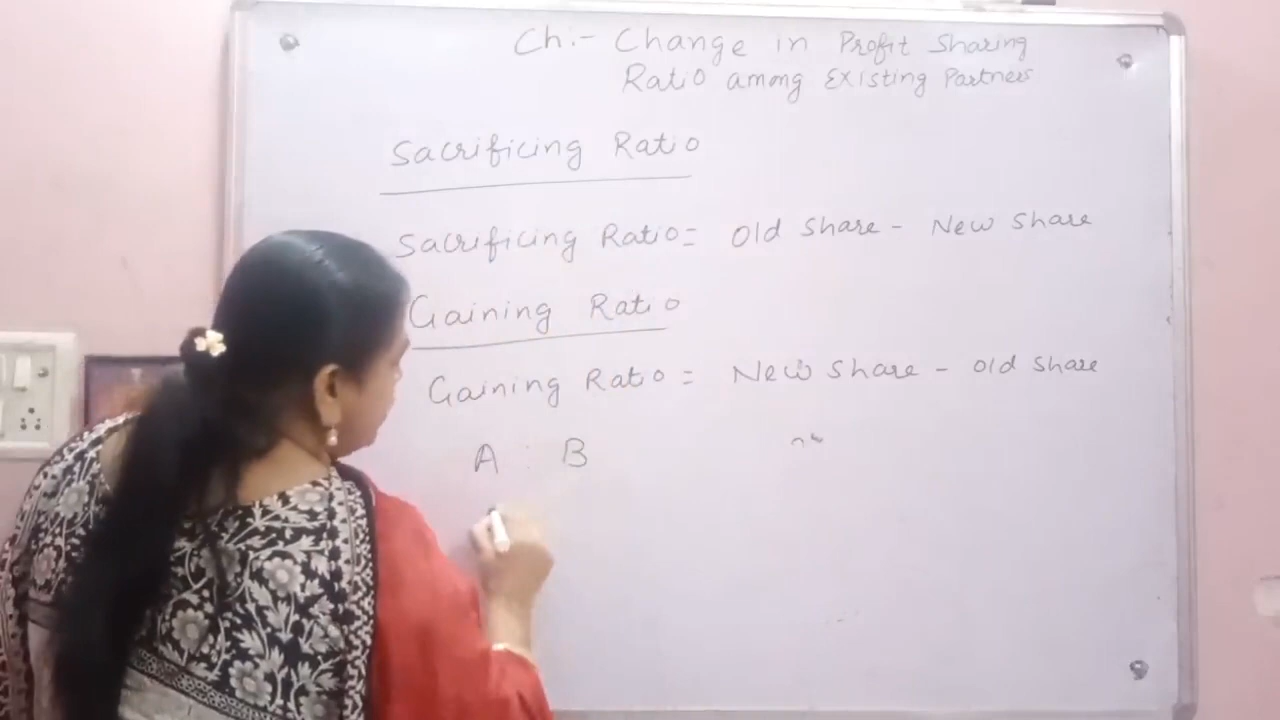 Ch:- Change in Profit Sharing
Ratio among Existing Partners
Sacrificing Ratio
Sacrificing Ratio = Old Share - New Share
Gaining Ratio
Gaining Ratio = New Share - Old Share
A : B